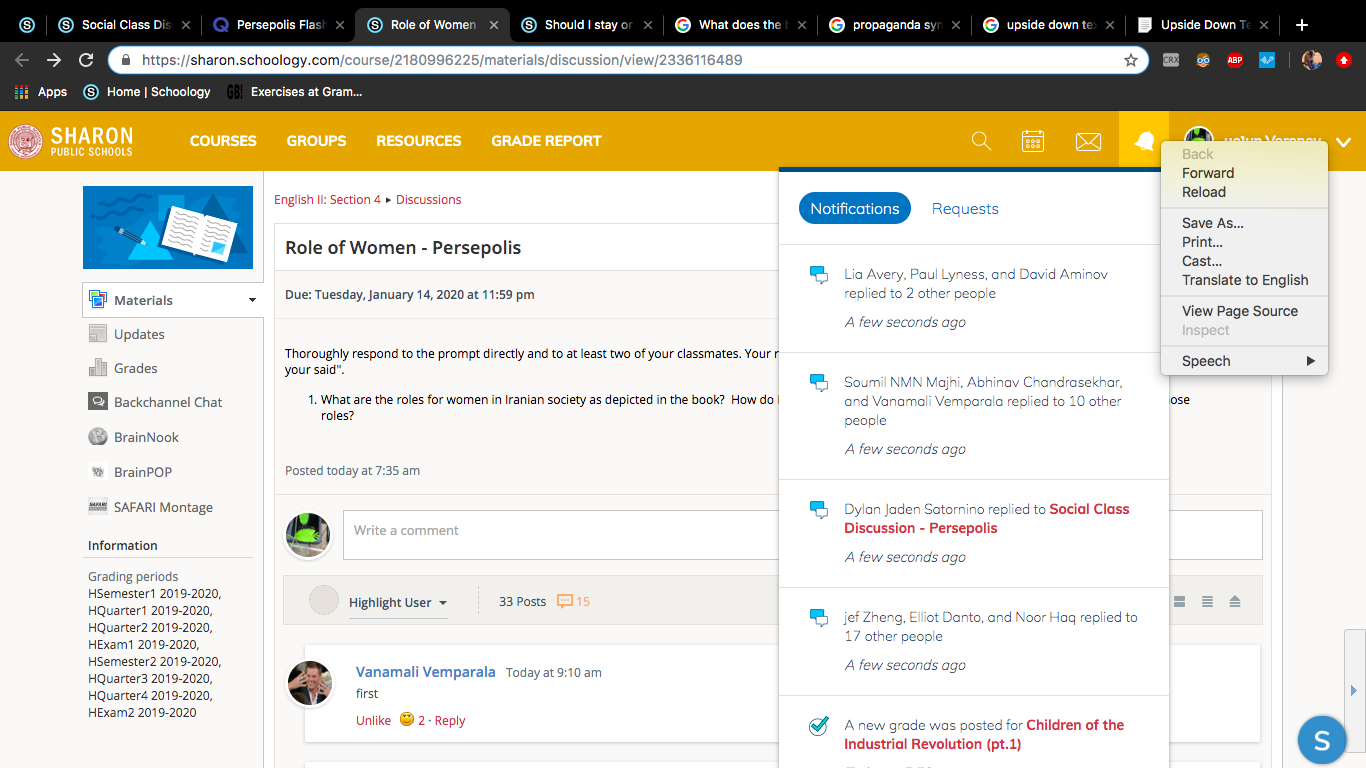 Social Class Dis
Persepolis Flash
Role of Women
Should I stay or
What does the b
propaganda syn
upside down tex
Upside Down Te
https://sharon.schoology.com/course/2180996225/materials/discussion/view/2336116489
CRX
ABP
Apps
Home | Schoology
GB!
Exercises at Gram...
SHARON
PUBLIC SCHOOLS
COURSES
GROUPS
RESOURCES
GRADE REPORT
English II: Section 4 ▸ Discussions
Role of Women - Persepolis
Due: Tuesday, January 14, 2020 at 11:59 pm
Thoroughly respond to the prompt directly and to at least two of your classmates. Your r
your said".
1. What are the roles for women in Iranian society as depicted in the book? How do
ose
roles?
Posted today at 7:35 am
Write a comment
Highlight User
33 Posts
15
Vanamali Vemparala Today at 9:10 am
first
Unlike 2 · Reply
Materials
Updates
Grades
Backchannel Chat
BrainNook
BrainPOP
SAFARI Montage
Information
Grading periods
HSemester1 2019-2020,
HQuarter1 2019-2020,
HQuarter2 2019-2020,
HExam1 2019-2020,
HSemester2 2019-2020,
HQuarter3 2019-2020,
HQuarter4 2019-2020,
HExam2 2019-2020
Notifications
Requests
Lia Avery, Paul Lyness, and David Aminov
replied to 2 other people
A few seconds ago
Soumil NMN Majhi, Abhinav Chandrasekhar,
and Vanamali Vemparala replied to 10 other
people
A few seconds ago
Dylan Jaden Satornino replied to Social Class
Discussion - Persepolis
A few seconds ago
jef Zheng, Elliot Danto, and Noor Haq replied to
17 other people
A few seconds ago
A new grade was posted for Children of the
Industrial Revolution (pt.1)
Back
Forward
Reload
Save As...
Print...
Cast...
Translate to English
View Page Source
Inspect
Speech
S